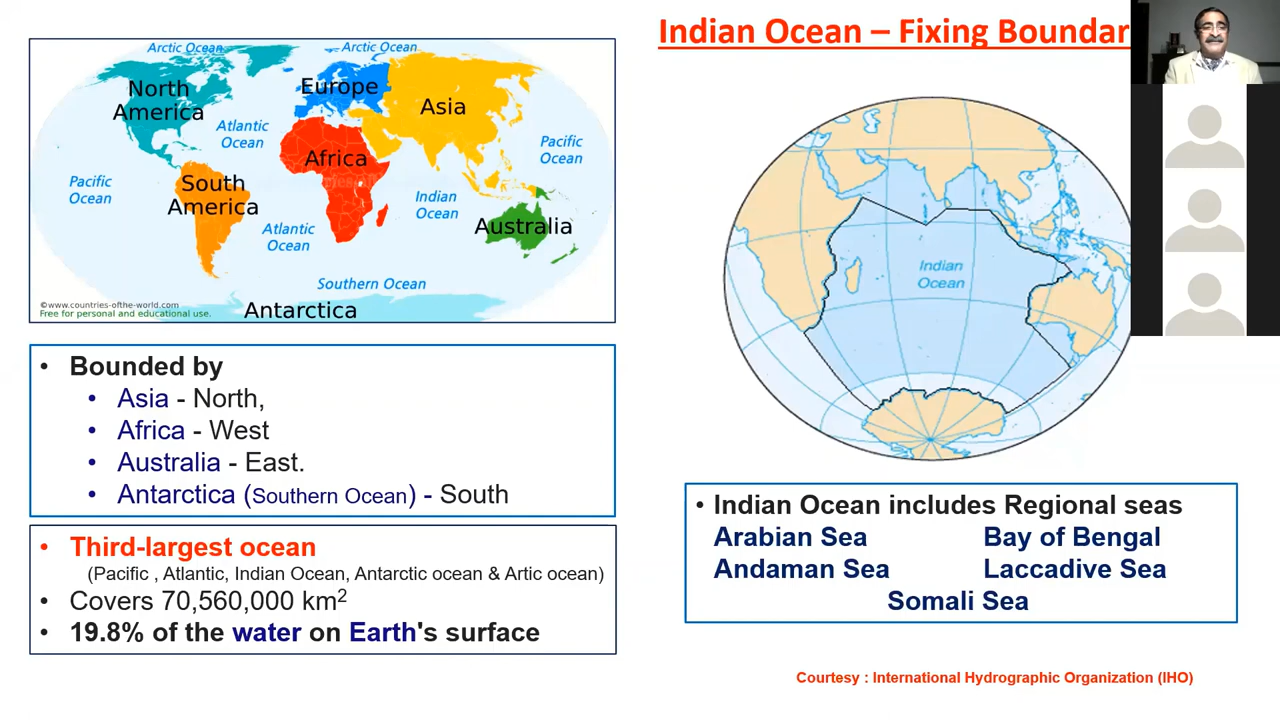 Indian Ocean – Fixing Boundar
Arctic Ocean
Arctic Ocean
North
America
Europe
Asia
Atlantic
Ocean
Pacific
Ocean
Africa
Pacific
Ocean
South
America
Indian
Ocean
Australia
Atlantic
Ocean
Southern Ocean
©www.countries-ofthe-world.com
Free for personal and educational use.
Antarctica
Indian
Ocean
• Bounded by
• Asia - North,
• Africa - West
• Australia - East.
• Antarctica (Southern Ocean) - South
• Third-largest ocean
(Pacific , Atlantic, Indian Ocean, Antarctic ocean & Artic ocean)
• Covers 70,560,000 km²
• 19.8% of the water on Earth's surface
• Indian Ocean includes Regional seas
Arabian Sea Bay of Bengal
Andaman Sea Laccadive Sea
Somali Sea
Courtesy : International Hydrographic Organization (IHO)